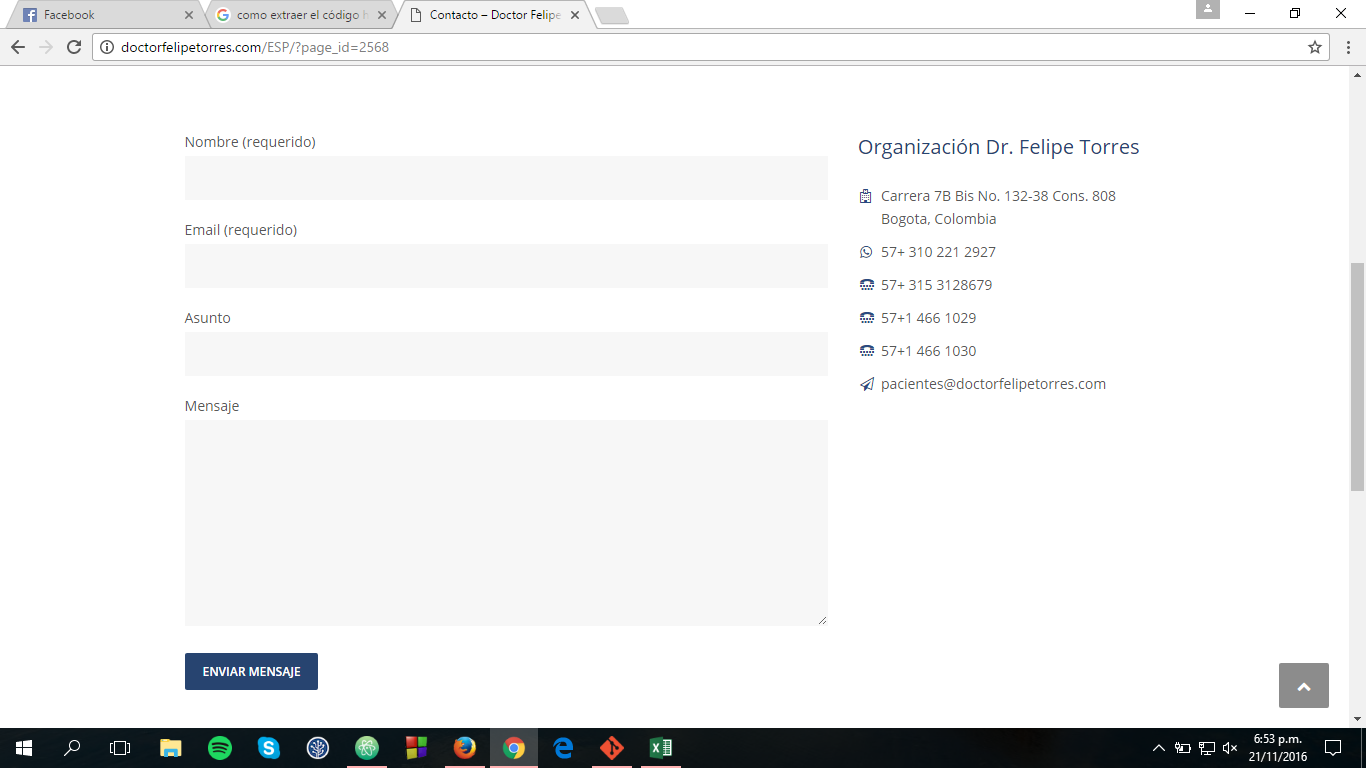 Facebook
como extraer el código h
Contacto – Doctor Felipe
doctorfelipetorres.com/ESP/?page_id=2568
Nombre (requerido)
Email (requerido)
Asunto
Mensaje
ENVIAR MENSAJE
Organización Dr. Felipe Torres
Carrera 7B Bis No. 132-38 Cons. 808
Bogota, Colombia
57+ 310 221 2927
57+ 315 3128679
57+1 466 1029
57+1 466 1030
pacientes@doctorfelipetorres.com
6:53 p.m.
21/11/2016